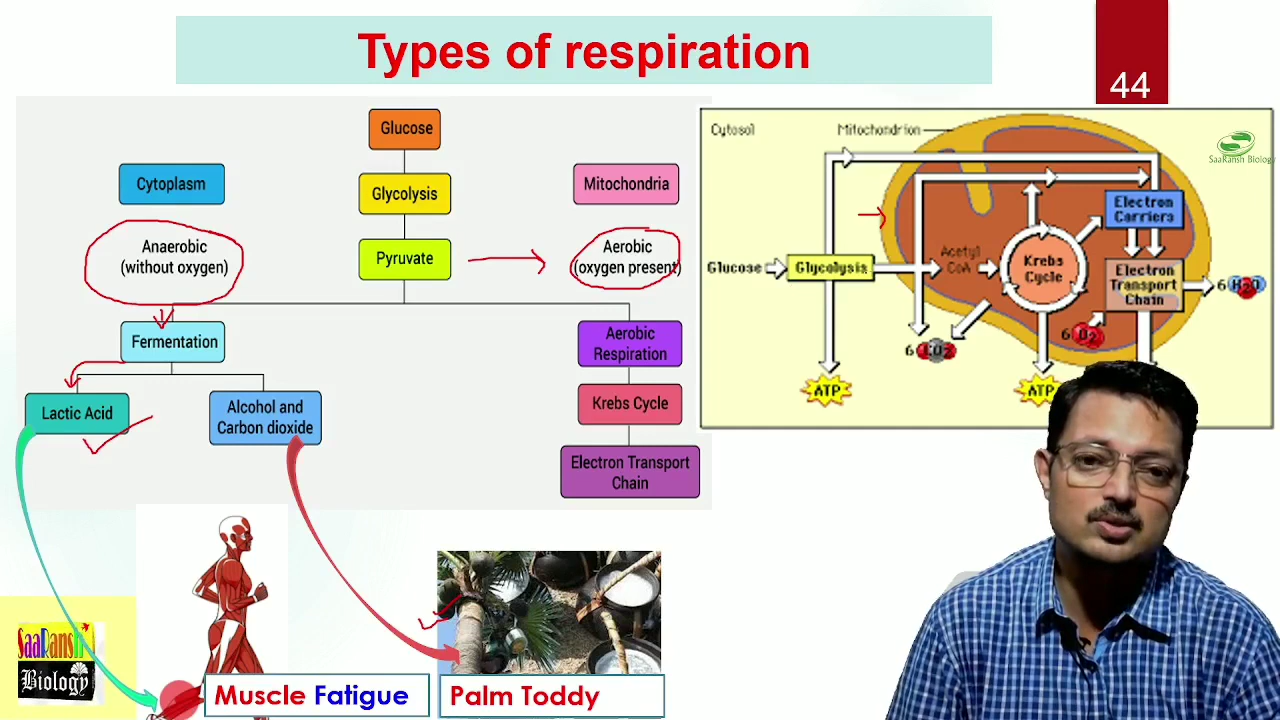 Types of respiration
44
Glucose
Cytoplasm
Glycolysis
Mitochondria
Anaerobic
(without oxygen)
Pyruvate
Aerobic
(oxygen present)
Fermentation
Aerobic
Respiration
Lactic Acid
Alcohol and
Carbon dioxide
Krebs Cycle
Electron Transport
Chain
Cytosol
Mitochondrion
SaaRansh Biology
Electron
Carriers
Glucose
Glycolysis
Acetyl
CoA
Krebs
Cycle
Electron
Transport
Chain
6 H2O
6 O2
6 CO2
ATP
ATP
SaaRansh
Biology
Muscle Fatigue
Palm Toddy